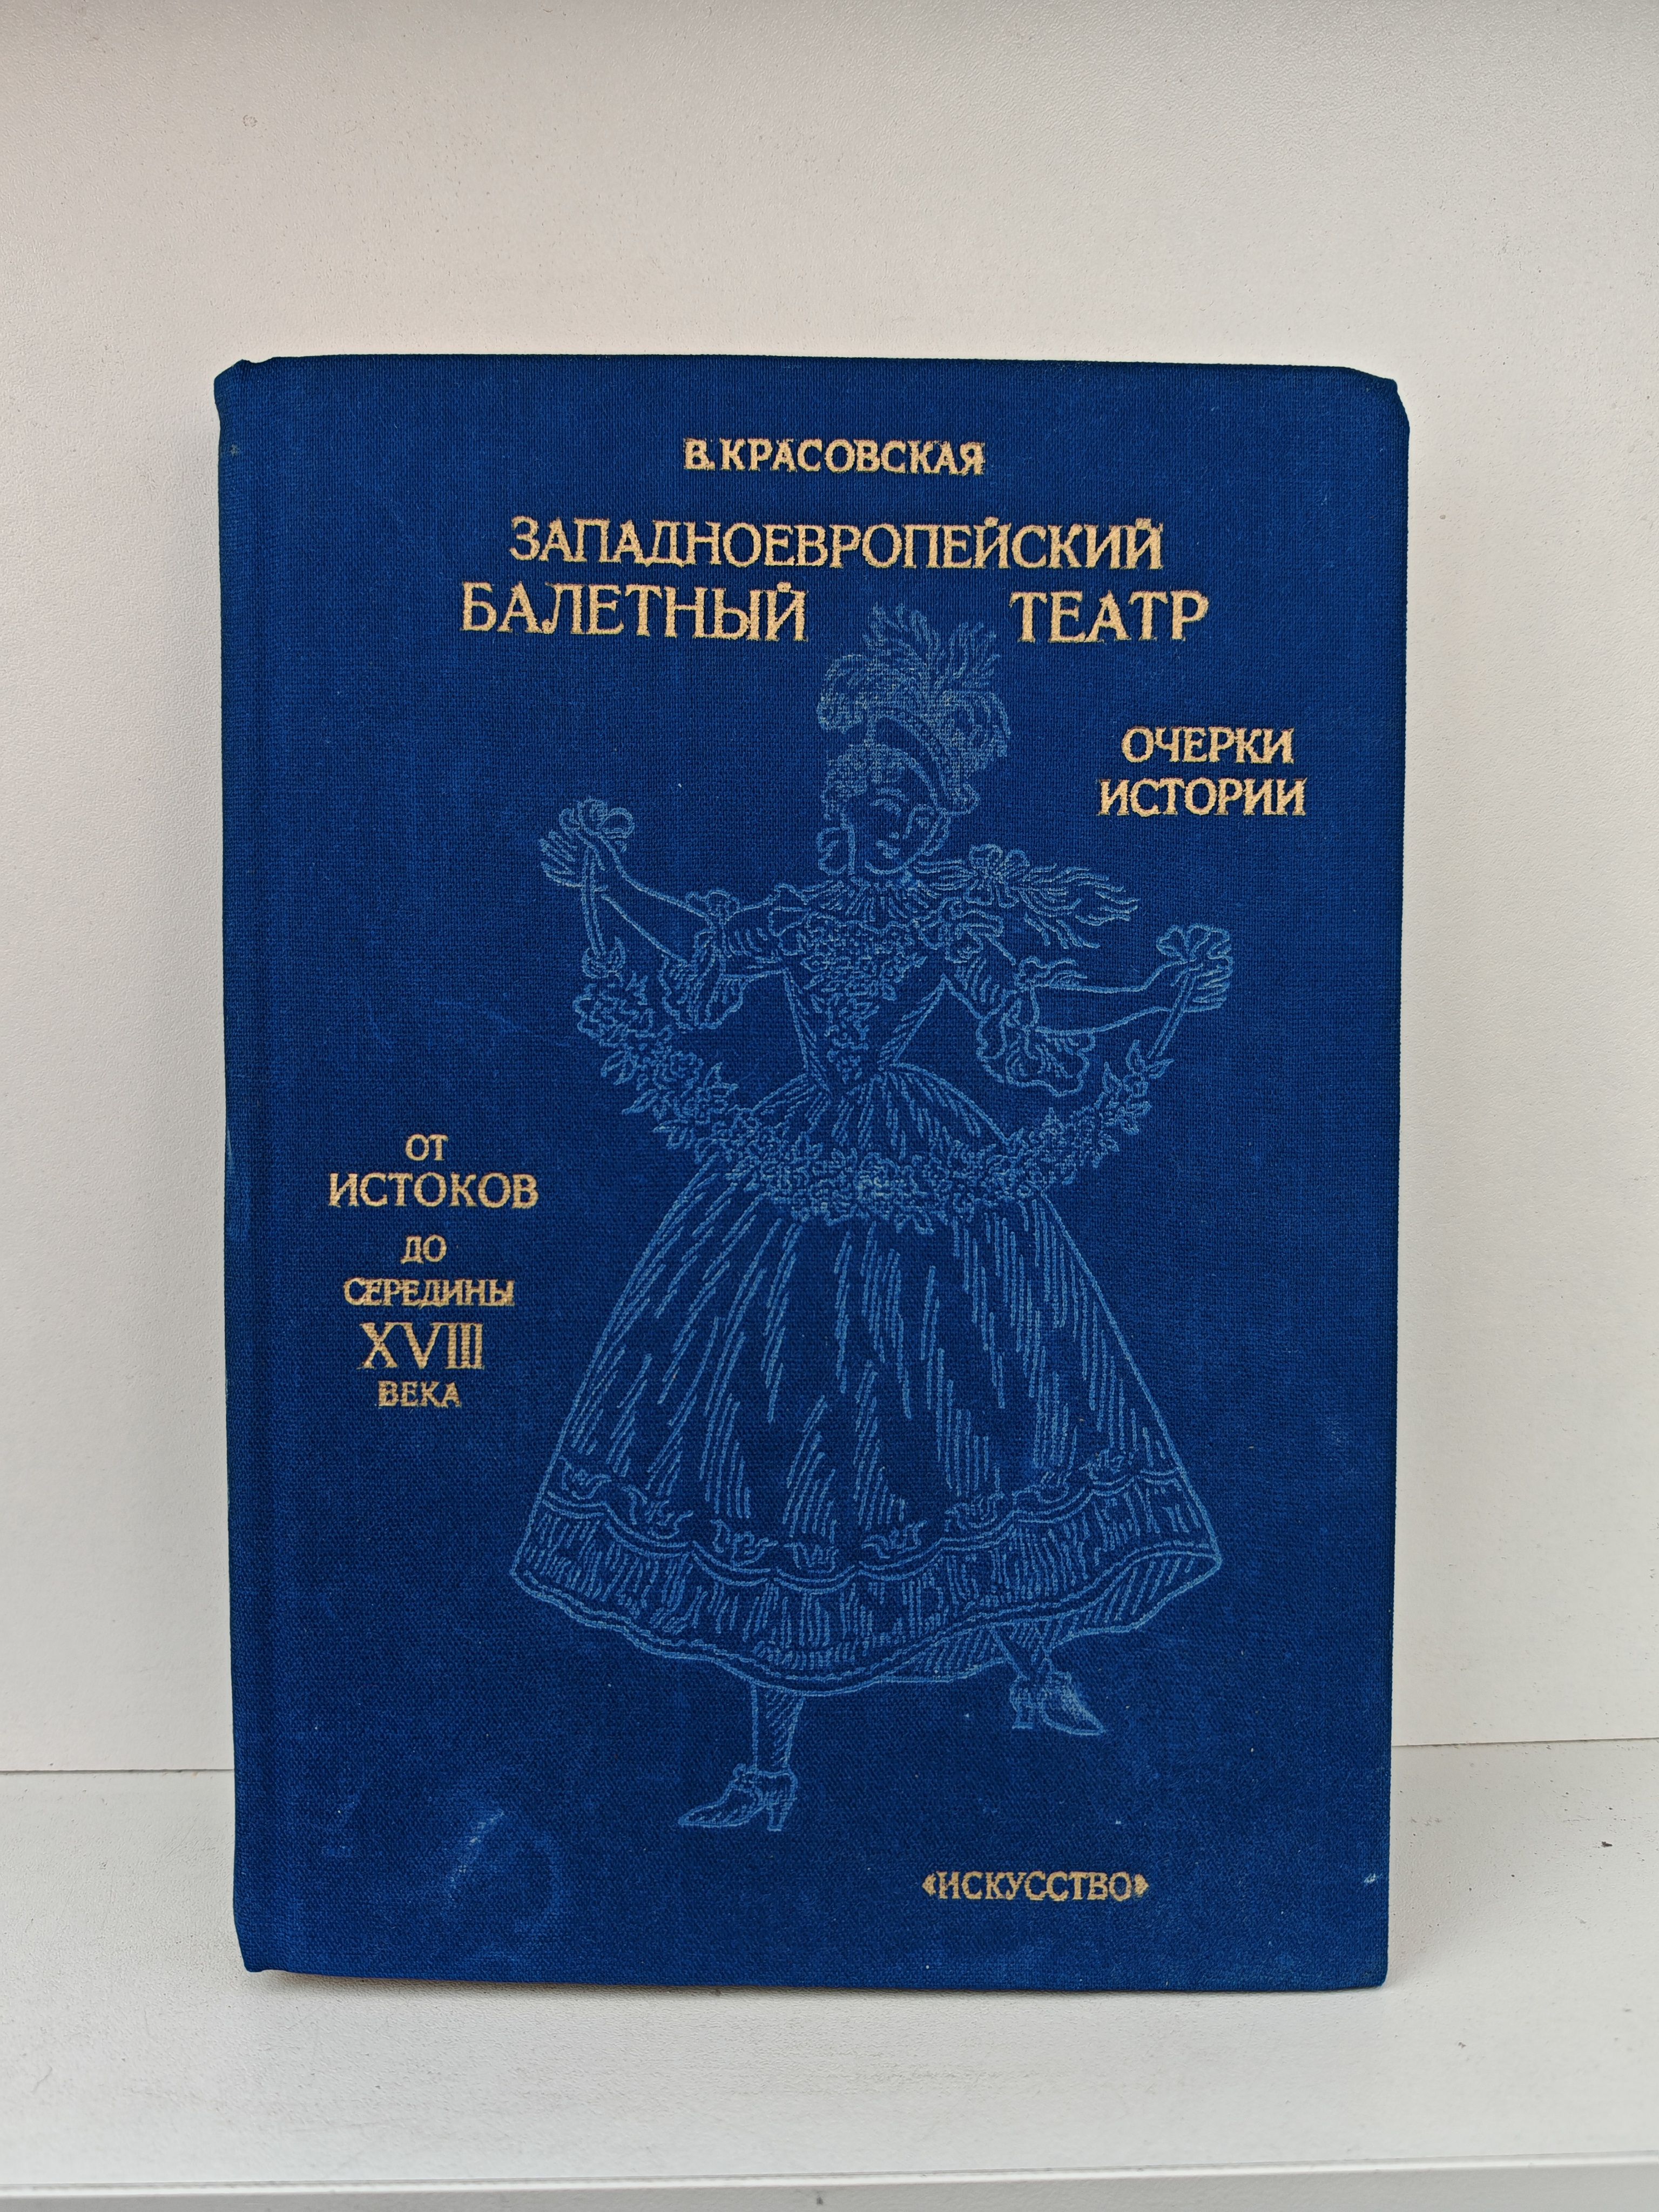 В. КРАСОВСКАЯ
ЗАПАДНОЕВРОПЕЙСКИЙ
БАЛЕТНЫЙ ТЕАТР
ОЧЕРКИ
ИСТОРИИ
ОТ
ИСТОКОВ
ДО
СЕРЕДИНЫ
XVIII
ВЕКА
«ИСКУССТВО»